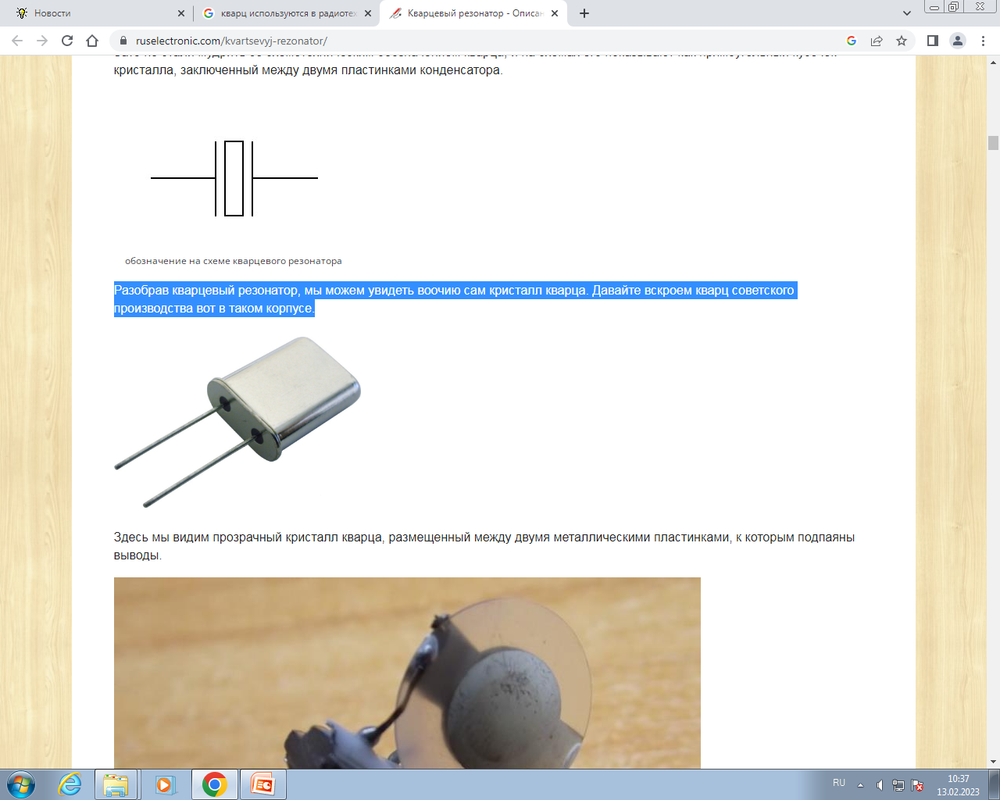 Новости
кварц используются в радиотех
Кварцевый резонатор - Описан
ruselectronic.com/kvartsevyj-rezonator/
кристалла, заключенный между двумя пластинками конденсатора.
обозначение на схеме кварцевого резонатора
Разобрав кварцевый резонатор, мы можем увидеть воочию сам кристалл кварца. Давайте вскроем кварц советского
производства вот в таком корпусе.
Здесь мы видим прозрачный кристалл кварца, размещенный между двумя металлическими пластинками, к которым подпаяны
выводы.
RU
10:37
13.02.2023